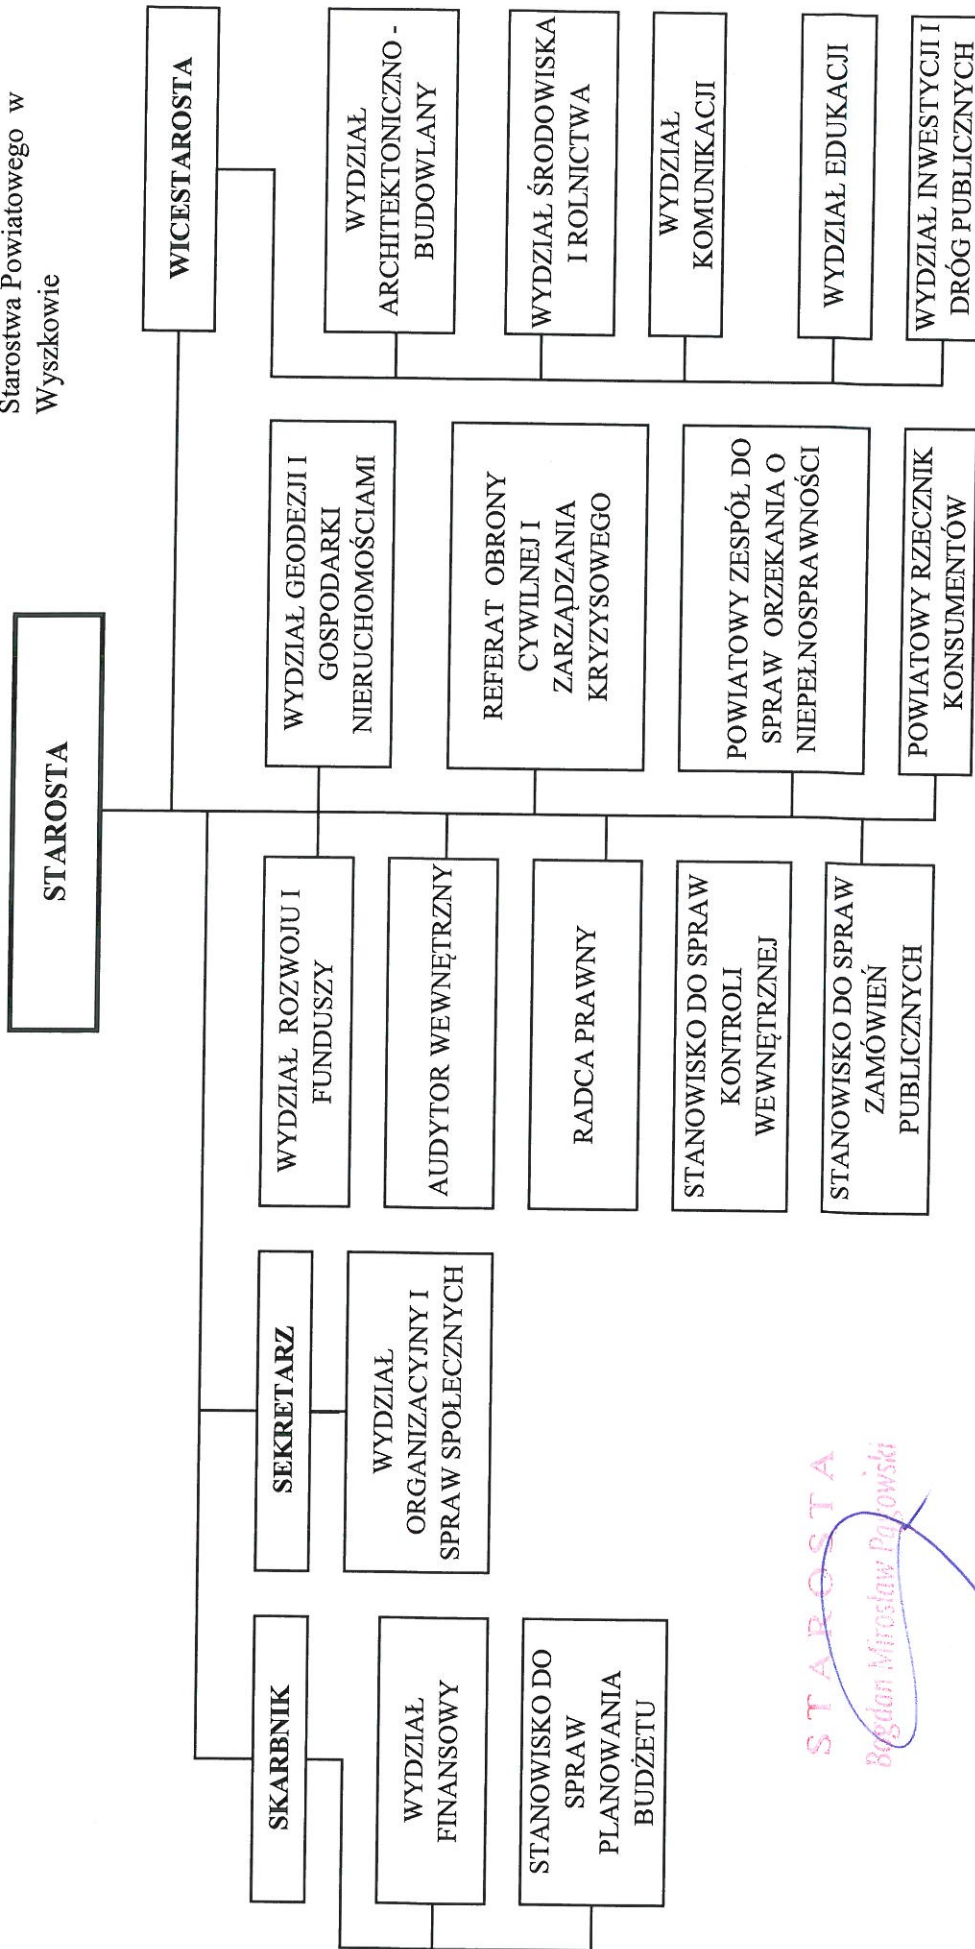 Starostwa Powiatowego w
Wyszkowie
STAROSTA
WICESTAROSTA
SKARBNIK
WYDZIAŁ
FINANSOWY
STANOWISKO DO
SPRAW
PLANOWANIA
BUDŻETU
SEKRETARZ
WYDZIAŁ
ORGANIZACYJNY I
SPRAW SPOŁECZNYCH
WYDZIAŁ ROZWOJU I
FUNDUSZY
AUDYTOR WEWNĘTRZNY
RADCA PRAWNY
STANOWISKO DO SPRAW
KONTROLI
WEWNĘTRZNEJ
STANOWISKO DO SPRAW
ZAMÓWIEŃ
PUBLICZNYCH
WYDZIAŁ GEODEZJI I
GOSPODARKI
NIERUCHOMOŚCIAMI
REFERAT OBRONY
CYWILNEJ I
ZARZĄDZANIA
KRYZYSOWEGO
POWIATOWY ZESPÓŁ DO
SPRAW ORZEKANIA O
NIEPEŁNOSPRAWNOŚCI
POWIATOWY RZECZNIK
KONSUMENTÓW
WYDZIAŁ
ARCHITEKTONICZNO -
BUDOWLANY
WYDZIAŁ ŚRODOWISKA
I ROLNICTWA
WYDZIAŁ
KOMUNIKACJI
WYDZIAŁ EDUKACJI
WYDZIAŁ INWESTYCJI I
DRÓG PUBLICZNYCH
STAROSTA
Bogdan Mirosław Pągowski